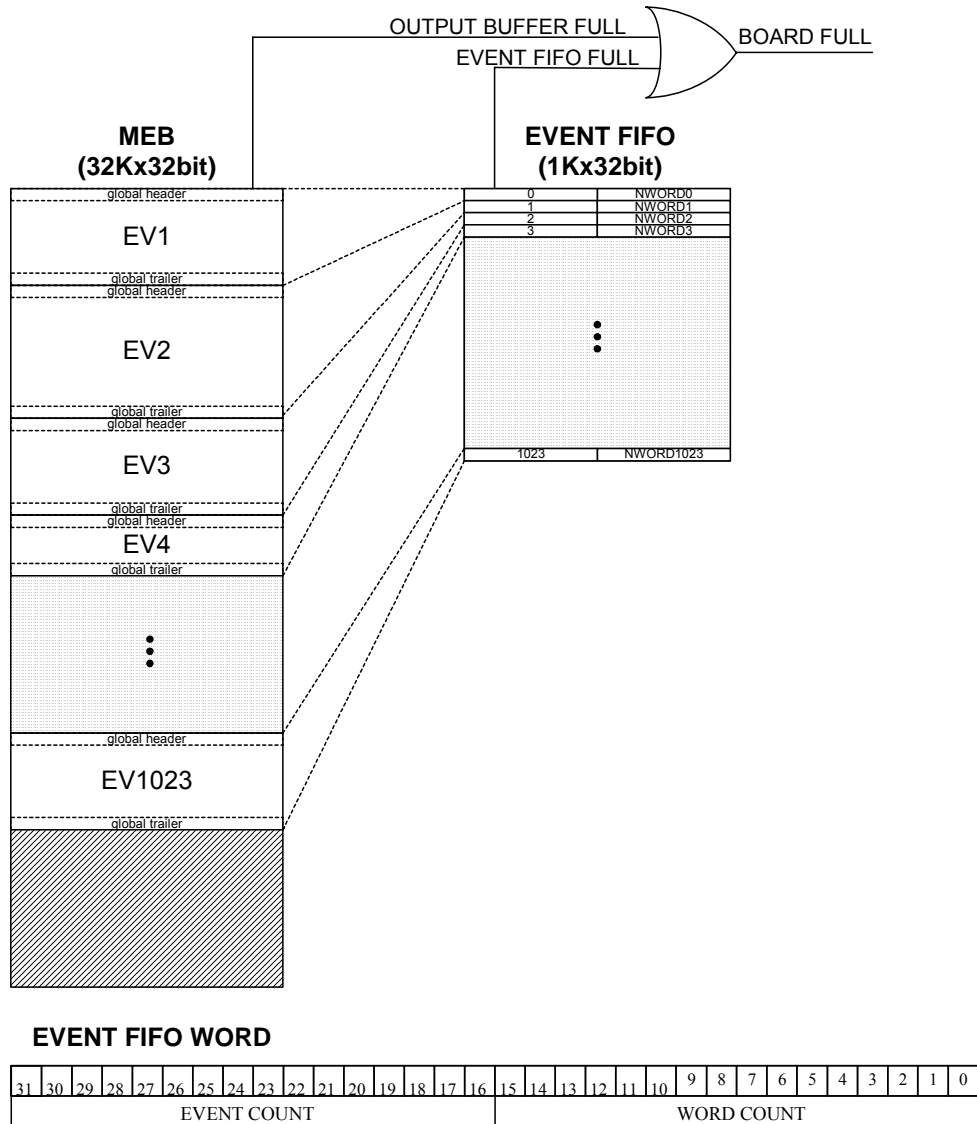 OUTPUT BUFFER FULL
EVENT FIFO FULL
BOARD FULL
MEB
(32Kx32bit)
EVENT FIFO
(1Kx32bit)
global header
EV1
global trailer
global header
EV2
global trailer
global header
EV3
global trailer
global header
EV4
global trailer
global header
EV1023
global trailer
0 NWORD0
1 NWORD1
2 NWORD2
3 NWORD3
1023 NWORD1023
EVENT FIFO WORD
31 30 29 28 27 26 25 24 23 22 21 20 19 18 17 16 15 14 13 12 11 10 9 8 7 6 5 4 3 2 1 0
EVENT COUNT WORD COUNT